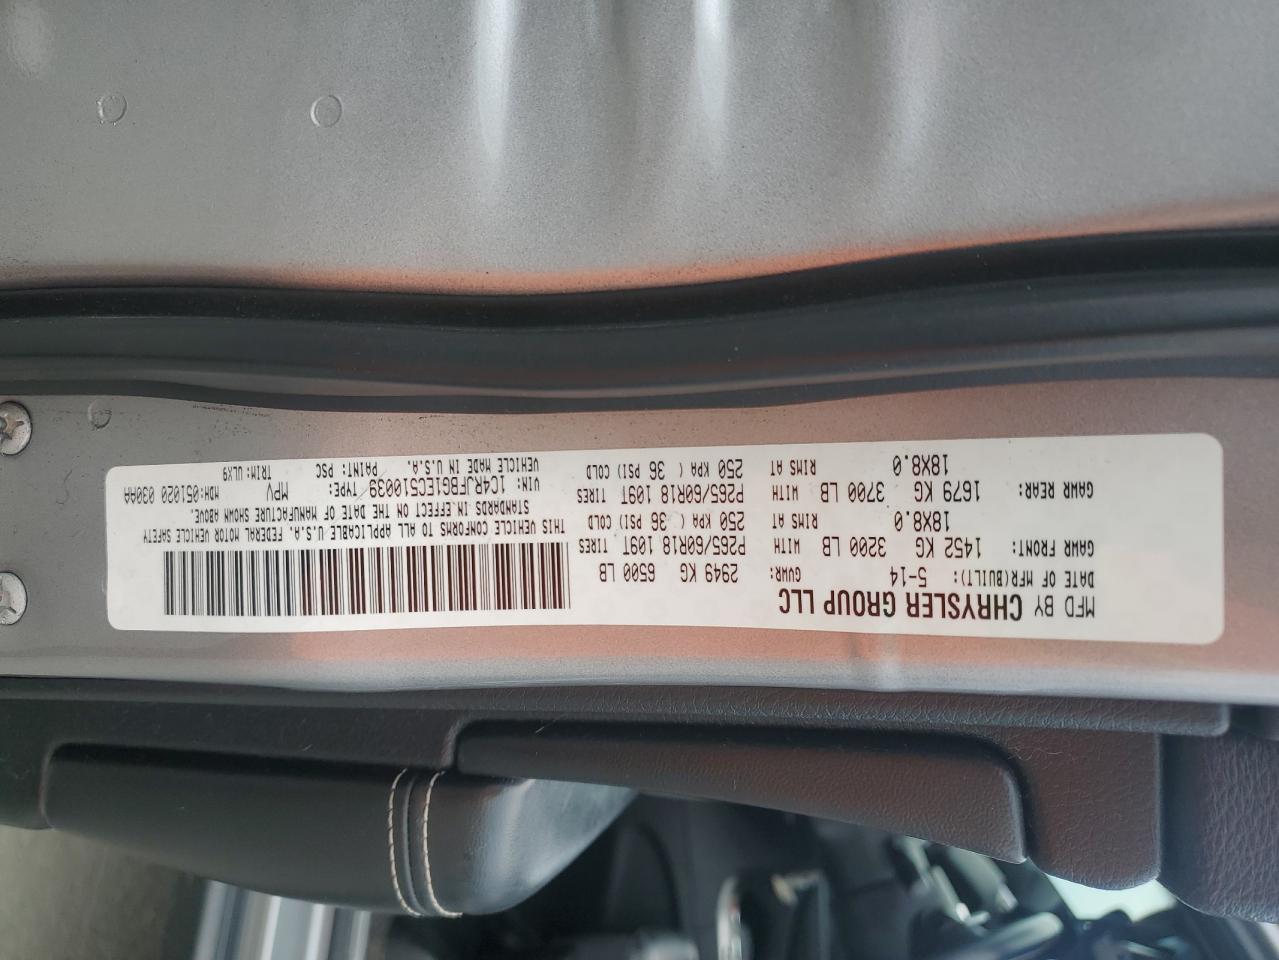 MFD BY CHRYSLER GROUP LLC
DATE OF MFR(BUILT): 5-14 GVWR: 2949 KG 6500 LB
GAWR FRONT: 1452 KG 3200 LB WITH P265/60R18 109T TIRES
18X8.0 RIMS AT 250 KPA ( 36 PSI) COLD
GAWR REAR: 1679 KG 3700 LB WITH P265/60R18 109T TIRES
18X8.0 RIMS AT 250 KPA ( 36 PSI) COLD
THIS VEHICLE CONFORMS TO ALL APPLICABLE U.S.A. FEDERAL MOTOR VEHICLE SAFETY
STANDARDS IN EFFECT ON THE DATE OF MANUFACTURE SHOWN ABOVE.
VIN: 1C4RJFBG1EC510039 TYPE: MPV MDH:051020 030AA
VEHICLE MADE IN U.S.A. PAINT: PSC TRIM: ULX9